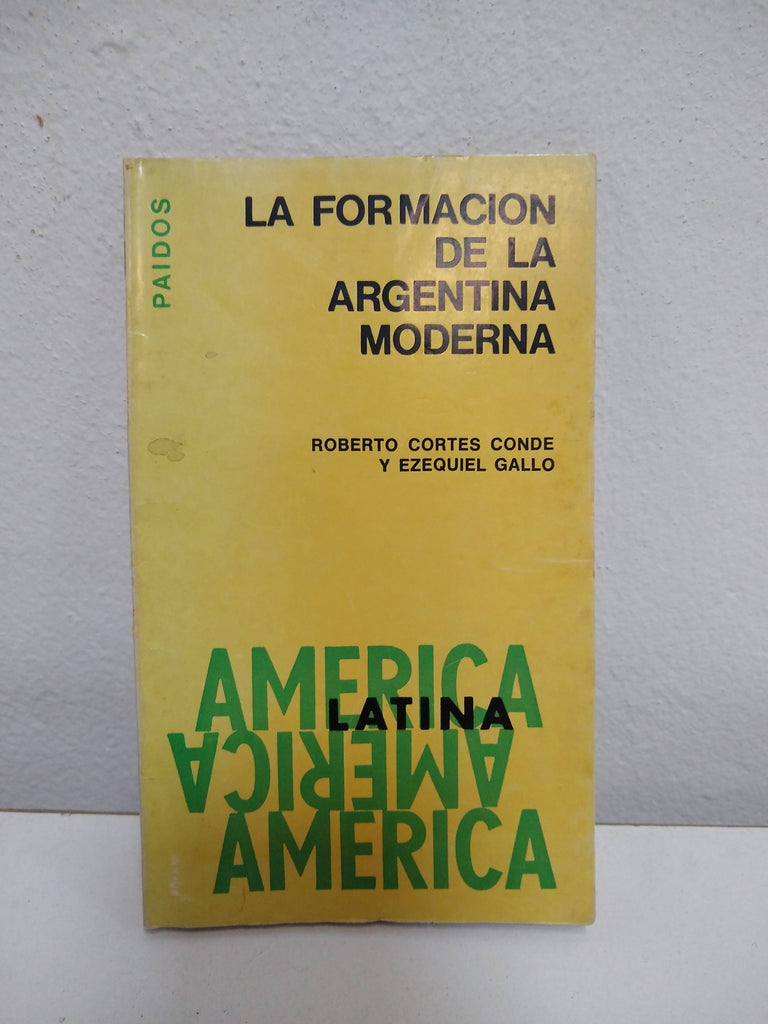 PAIDOS
LA FORMACION
DE LA
ARGENTINA
MODERNA
ROBERTO CORTES CONDE
Y EZEQUIEL GALLO
AMERICA
LATINA
AMERICA
AMERICA